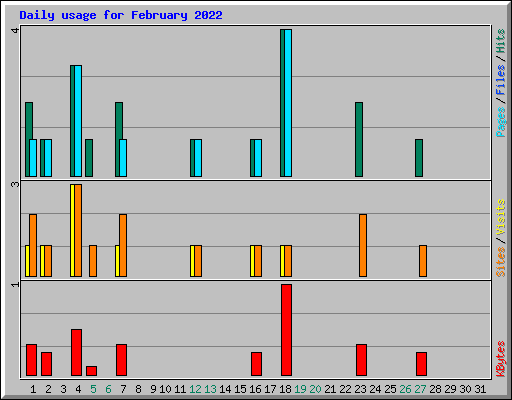 Daily usage for February 2022
4
Pages / Files / Hits
3
Sites / Visits
1
KBytes
1 2 3 4 5 6 7 8 9 10 11 12 13 14 15 16 17 18 19 20 21 22 23 24 25 26 27 28 29 30 31